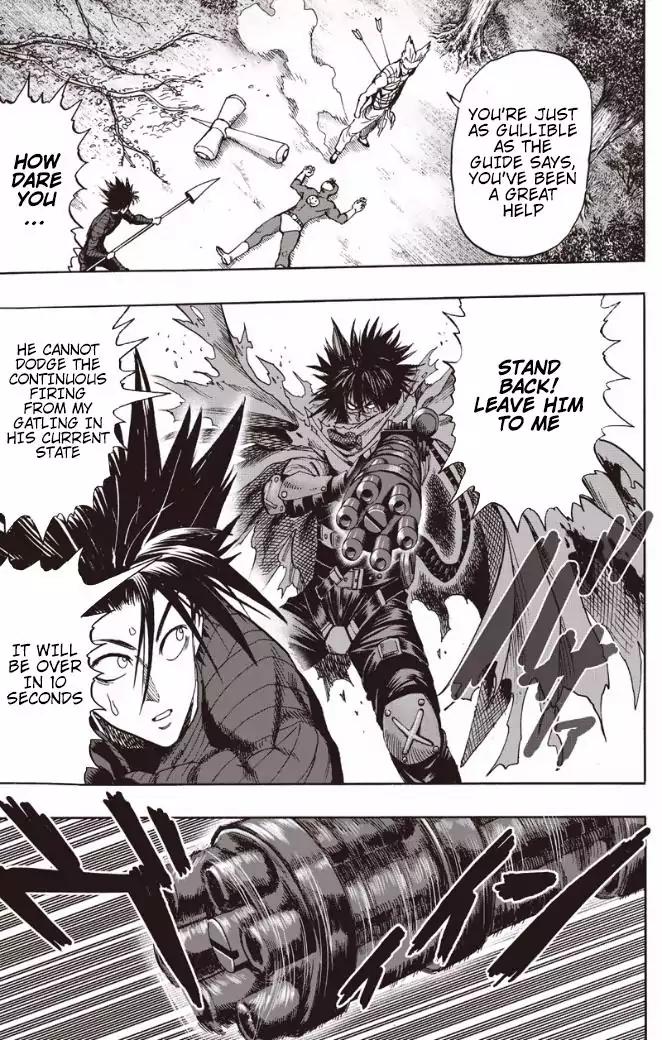 YOU'RE JUST
AS GULLIBLE
AS THE
GUIDE SAYS,
YOU'VE BEEN
A GREAT
HELP
HOW
DARE
YOU
...
STAND
BACK!
LEAVE HIM
TO ME
HE CANNOT
DODGE THE
CONTINUOUS
FIRING
FROM MY
GATLING IN
HIS CURRENT
STATE
IT WILL
BE OVER
IN 10
SECONDS